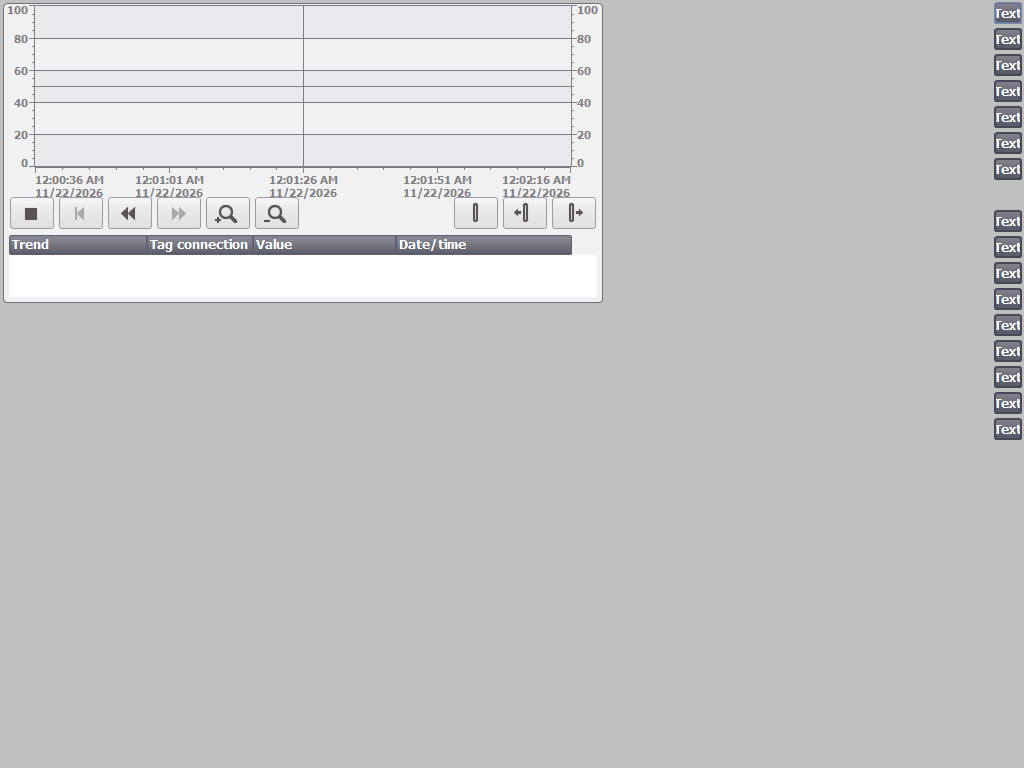 100 100 Text
80 80 Text
60 60 Text
40 40 Text
20 20 Text
0 0 Text
Text
12:00:36 AM 12:01:01 AM 12:01:26 AM 12:01:51 AM 12:02:16 AM
11/22/2026 11/22/2026 11/22/2026 11/22/2026 11/22/2026
Text
Trend Tag connection Value Date/time Text
Text
Text
Text
Text
Text
Text
Text